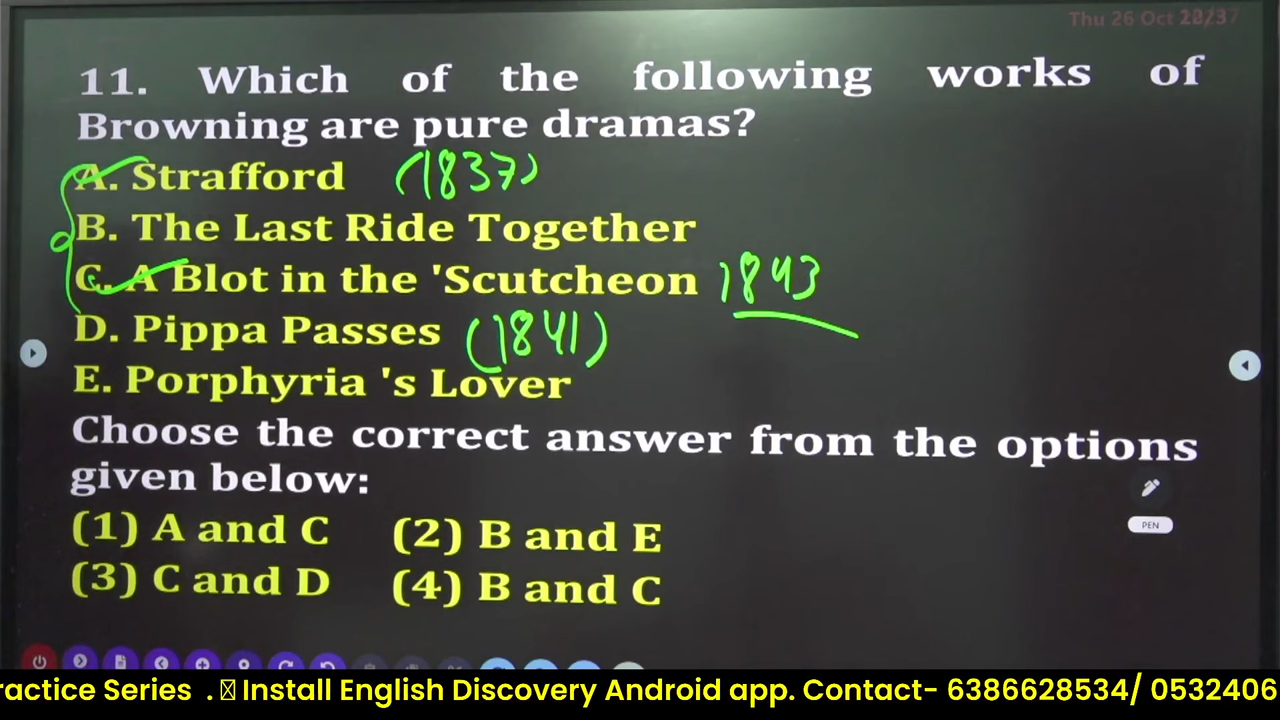 Thu 26 Oct
11. Which of the following works of
Browning are pure dramas?
A. Strafford (1837)
B. The Last Ride Together
C. A Blot in the 'Scutcheon 1843
D. Pippa Passes (1841)
E. Porphyria 's Lover
Choose the correct answer from the options
given below:
PEN
(1) A and C (2) B and E
(3) C and D (4) B and C
ractice Series . Install English Discovery Android app. Contact- 6386628534/ 0532406